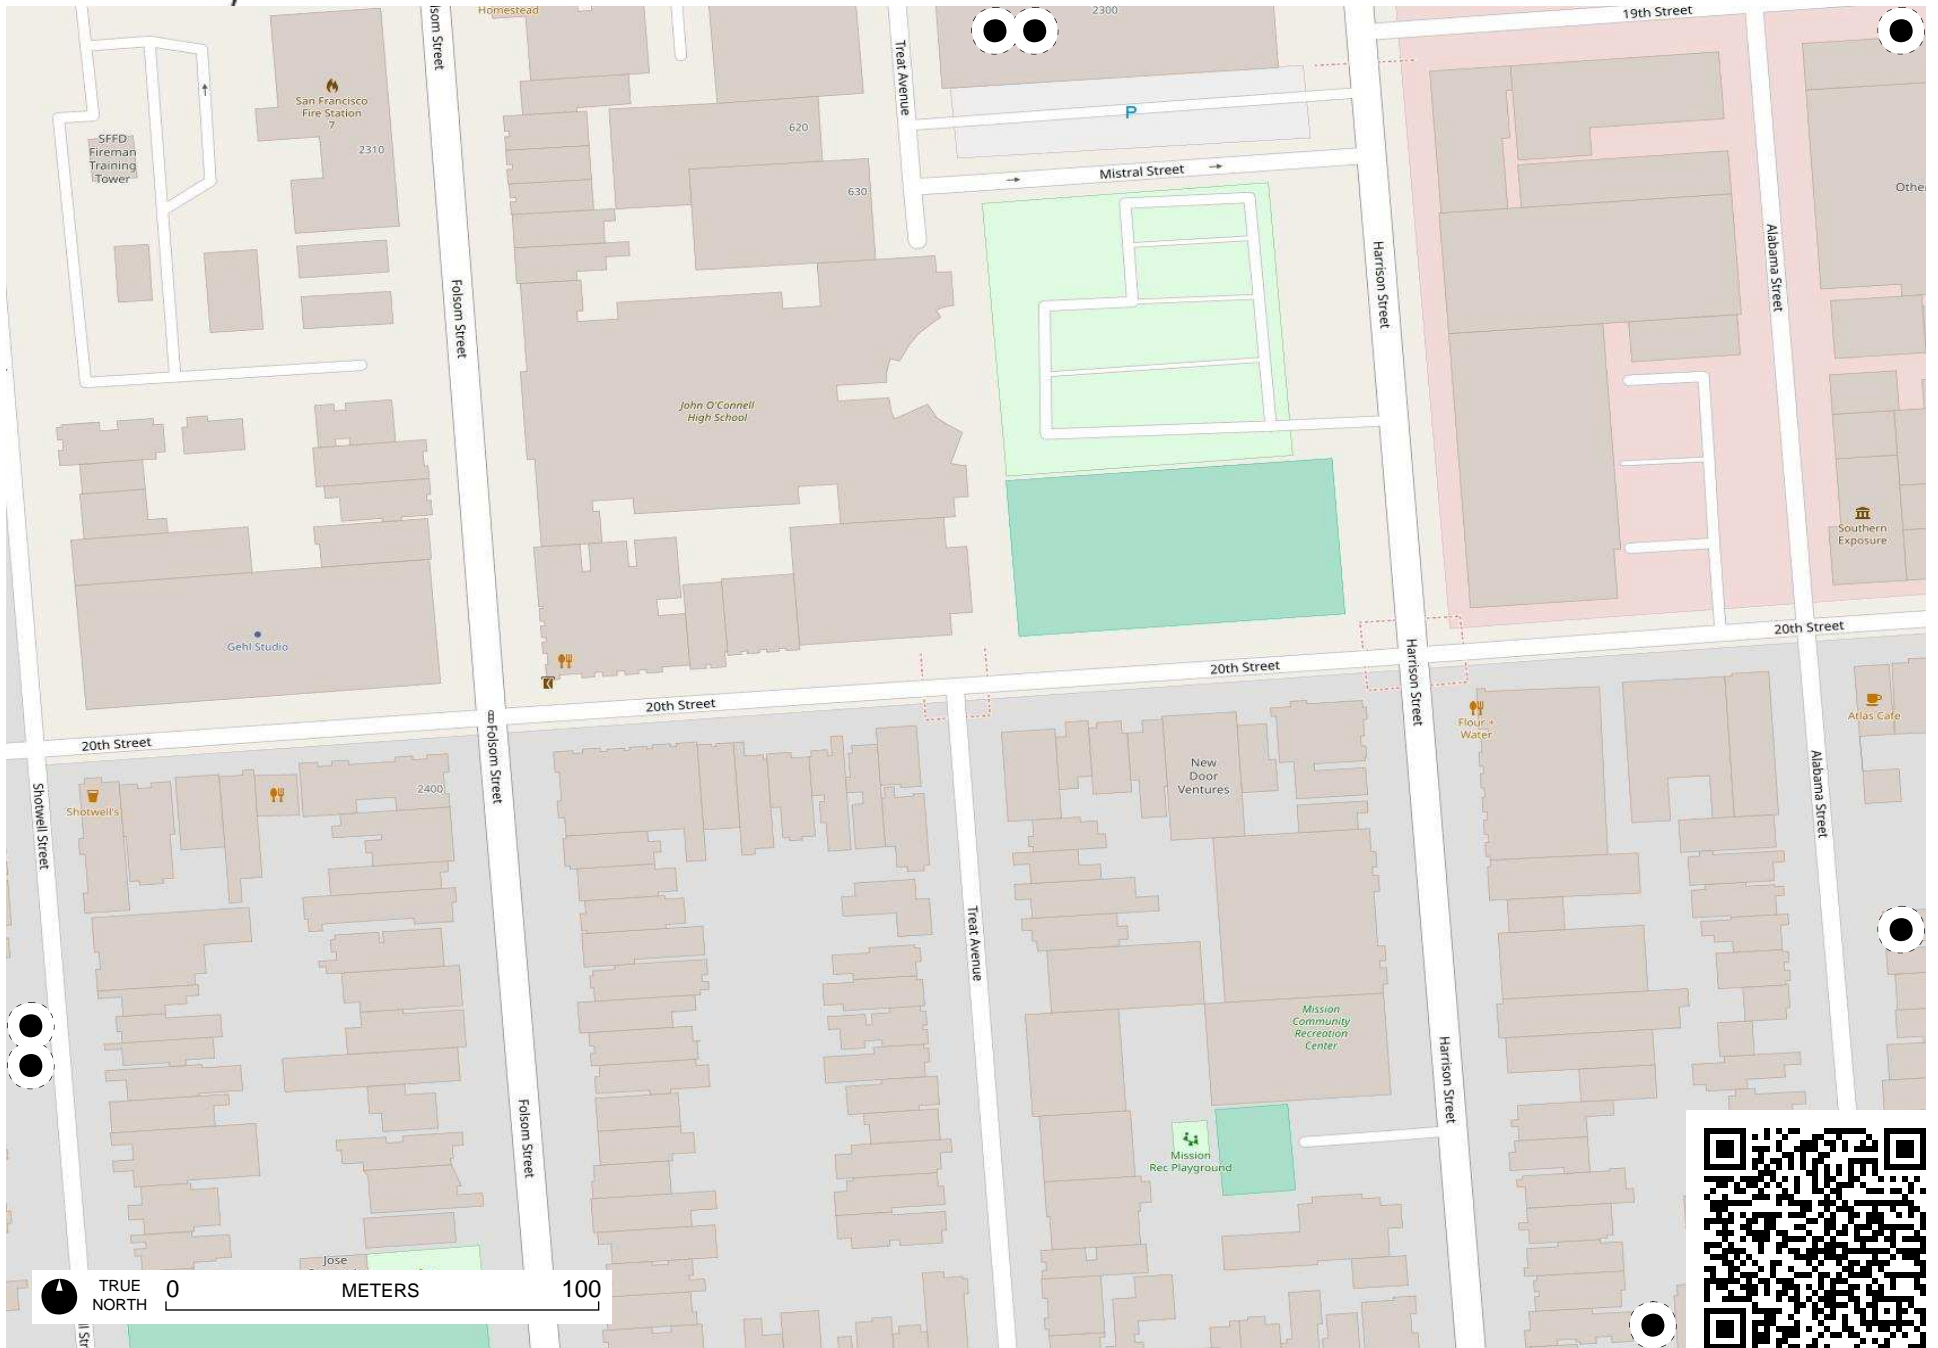 Homestead
2300
19th Street
Folsom Street
Treat Avenue
San Francisco
Fire Station
7
2310
SFFD
Fireman
Training
Tower
620
630
P
Mistral Street
Harrison Street
Alabama Street
Folsom Street
John O'Connell
High School
Southern
Exposure
Gehl Studio
20th Street
20th Street
20th Street
20th Street
Harrison Street
Flour +
Water
Atlas Cafe
Shotwell's
2400
Folsom Street
New
Door
Ventures
Alabama Street
Shotwell Street
Treat Avenue
Mission
Community
Recreation
Center
Harrison Street
Folsom Street
Mission
Rec Playground
Jose
TRUE
NORTH
0
METERS
100